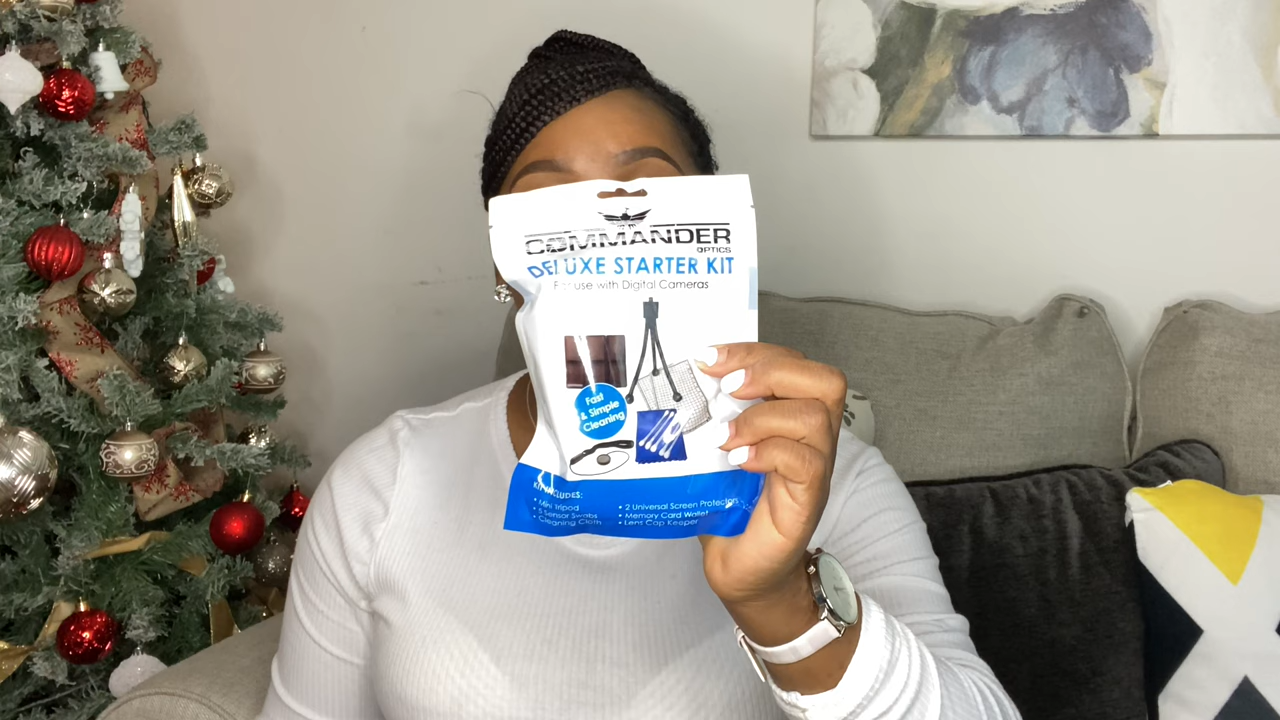 COMMANDER
OPTICS
DELUXE STARTER KIT
For use with Digital Cameras
Fast
& Simple
Cleaning
KIT INCLUDES:
• Mini Tripod
• 5 Sensor Swabs
• Cleaning Cloth
• 2 Universal Screen Protectors
• Memory Card Wallet
• Lens Cap Keeper